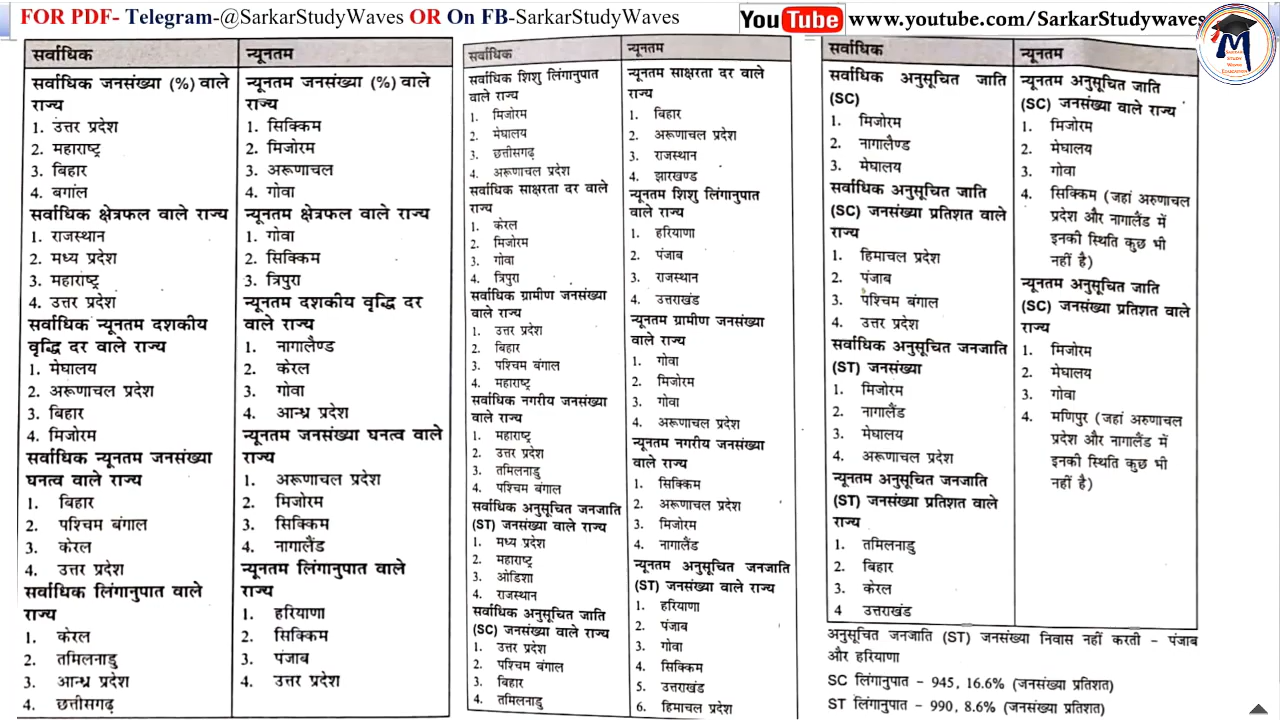 FOR PDF- Telegram-@SarkarStudyWaves OR On FB-SarkarStudyWaves
YouTube www.youtube.com/SarkarStudywaves
SARKAR
STUDY
WAVES
EDUCATION
सर्वाधिक
सर्वाधिक जनसंख्या (%) वाले
राज्य
1. उत्तर प्रदेश
2. महाराष्ट्र
3. बिहार
4. बगांल
सर्वाधिक क्षेत्रफल वाले राज्य
1. राजस्थान
2. मध्य प्रदेश
3. महाराष्ट्र
4. उत्तर प्रदेश
सर्वाधिक न्यूनतम दशकीय
वृद्धि दर वाले राज्य
1. मेघालय
2. अरूणाचल प्रदेश
3. बिहार
4. मिजोरम
सर्वाधिक न्यूनतम जनसंख्या
घनत्व वाले राज्य
1. बिहार
2. पश्चिम बंगाल
3. केरल
4. उत्तर प्रदेश
सर्वाधिक लिंगानुपात वाले
राज्य
1. केरल
2. तमिलनाडु
3. आन्ध्र प्रदेश
4. छत्तीसगढ़
न्यूनतम
न्यूनतम जनसंख्या (%) वाले
राज्य
1. सिक्किम
2. मिजोरम
3. अरूणाचल
4. गोवा
न्यूनतम क्षेत्रफल वाले राज्य
1. गोवा
2. सिक्किम
3. त्रिपुरा
न्यूनतम दशकीय वृद्धि दर
वाले राज्य
1. नागालैण्ड
2. केरल
3. गोवा
4. आन्ध्र प्रदेश
न्यूनतम जनसंख्या घनत्व वाले
राज्य
1. अरूणाचल प्रदेश
2. मिजोरम
3. सिक्किम
4. नागालैंड
न्यूनतम लिंगानुपात वाले
राज्य
1. हरियाणा
2. सिक्किम
3. पंजाब
4. उत्तर प्रदेश
सर्वाधिक
सर्वाधिक शिशु लिंगानुपात
वाले राज्य
1. मिजोरम
2. मेघालय
3. छत्तीसगढ़
4. अरूणाचल प्रदेश
सर्वाधिक साक्षरता दर वाले
राज्य
1. केरल
2. मिजोरम
3. गोवा
4. त्रिपुरा
सर्वाधिक ग्रामीण जनसंख्या
वाले राज्य
1. उत्तर प्रदेश
2. बिहार
3. पश्चिम बंगाल
4. महाराष्ट्र
सर्वाधिक नगरीय जनसंख्या
वाले राज्य
1. महाराष्ट्र
2. उत्तर प्रदेश
3. तमिलनाडु
4. पश्चिम बंगाल
सर्वाधिक अनुसूचित जनजाति
(ST) जनसंख्या वाले राज्य
1. मध्य प्रदेश
2. महाराष्ट्र
3. ओडिशा
4. राजस्थान
सर्वाधिक अनुसूचित जाति
(SC) जनसंख्या वाले राज्य
1. उत्तर प्रदेश
2. पश्चिम बंगाल
3. बिहार
4. तमिलनाडु
न्यूनतम
न्यूनतम साक्षरता दर वाले
राज्य
1. बिहार
2. अरूणाचल प्रदेश
3. राजस्थान
4. झारखण्ड
न्यूनतम शिशु लिंगानुपात
वाले राज्य
1. हरियाणा
2. पंजाब
3. राजस्थान
4. उत्तराखंड
न्यूनतम ग्रामीण जनसंख्या
वाले राज्य
1. गोवा
2. मिजोरम
3. गोवा
4. अरूणाचल प्रदेश
न्यूनतम नगरीय जनसंख्या
वाले राज्य
1. सिक्किम
2. अरूणाचल प्रदेश
3. मिजोरम
4. नागालैंड
न्यूनतम अनुसूचित जनजाति
(ST) जनसंख्या वाले राज्य
1. हरियाणा
2. पंजाब
3. गोवा
4. सिक्किम
5. उत्तराखंड
6. हिमाचल प्रदेश
सर्वाधिक
सर्वाधिक अनुसूचित जाति
(SC)
1. मिजोरम
2. नागालैण्ड
3. मेघालय
सर्वाधिक अनुसूचित जाति
(SC) जनसंख्या प्रतिशत वाले
राज्य
1. हिमाचल प्रदेश
2. पंजाब
3. पश्चिम बंगाल
4. उत्तर प्रदेश
सर्वाधिक अनुसूचित जनजाति
(ST) जनसंख्या
1. मिजोरम
2. नागालैंड
3. मेघालय
4. अरूणाचल प्रदेश
न्यूनतम अनुसूचित जनजाति
(ST) जनसंख्या प्रतिशत वाले
राज्य
1. तमिलनाडु
2. बिहार
3. केरल
4 उत्तराखंड
न्यूनतम
न्यूनतम अनुसूचित जाति
(SC) जनसंख्या वाले राज्य
1. मिजोरम
2. मेघालय
3. गोवा
4. सिक्किम (जहां अरुणाचल
प्रदेश और नागालैंड में
इनकी स्थिति कुछ भी
नहीं है)
न्यूनतम अनुसूचित जाति
(SC) जनसंख्या प्रतिशत वाले
राज्य
1. मिजोरम
2. मेघालय
3. गोवा
4. मणिपुर (जहां अरुणाचल
प्रदेश और नागालैंड में
इनकी स्थिति कुछ भी
नहीं है)
अनुसूचित जनजाति (ST) जनसंख्या निवास नहीं करती – पंजाब
और हरियाणा
SC लिंगानुपात – 945, 16.6% (जनसंख्या प्रतिशत)
ST लिंगानुपात – 990, 8.6% (जनसंख्या प्रतिशत)